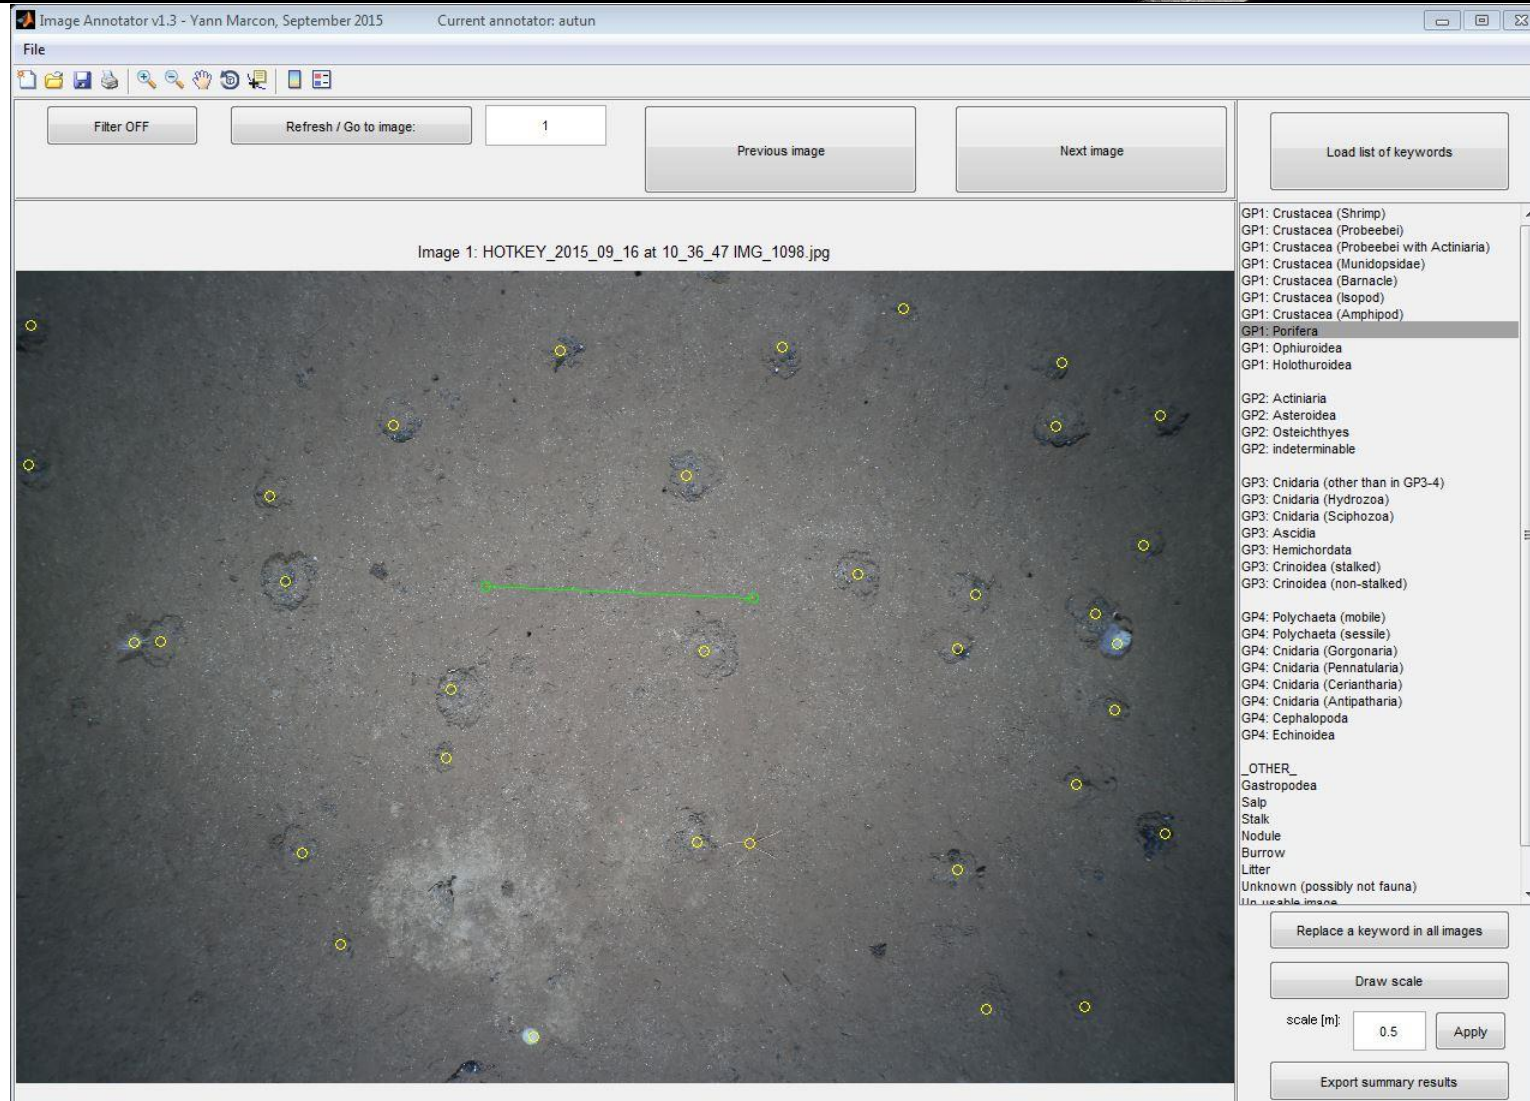 Image Annotator v1.3 - Yann Marcon, September 2015 Current annotator: autun
File
Filter OFF
Refresh / Go to image:
1
Previous image
Next image
Load list of keywords
Image 1: HOTKEY_2015_09_16 at 10_36_47 IMG_1098.jpg
GP1: Crustacea (Shrimp)
GP1: Crustacea (Probeebei)
GP1: Crustacea (Probeebei with Actiniaria)
GP1: Crustacea (Munidopsidae)
GP1: Crustacea (Barnacle)
GP1: Crustacea (Isopod)
GP1: Crustacea (Amphipod)
GP1: Porifera
GP1: Ophiuroidea
GP1: Holothuroidea
GP2: Actiniaria
GP2: Asteroidea
GP2: Osteichthyes
GP2: indeterminable
GP3: Cnidaria (other than in GP3-4)
GP3: Cnidaria (Hydrozoa)
GP3: Cnidaria (Sciphozoa)
GP3: Ascidia
GP3: Hemichordata
GP3: Crinoidea (stalked)
GP3: Crinoidea (non-stalked)
GP4: Polychaeta (mobile)
GP4: Polychaeta (sessile)
GP4: Cnidaria (Gorgonaria)
GP4: Cnidaria (Pennatularia)
GP4: Cnidaria (Ceriantharia)
GP4: Cnidaria (Antipatharia)
GP4: Cephalopoda
GP4: Echinoidea
_OTHER_
Gastropodea
Salp
Stalk
Nodule
Burrow
Litter
Unknown (possibly not fauna)
Un_usable image
Replace a keyword in all images
Draw scale
scale [m]:
0.5
Apply
Export summary results